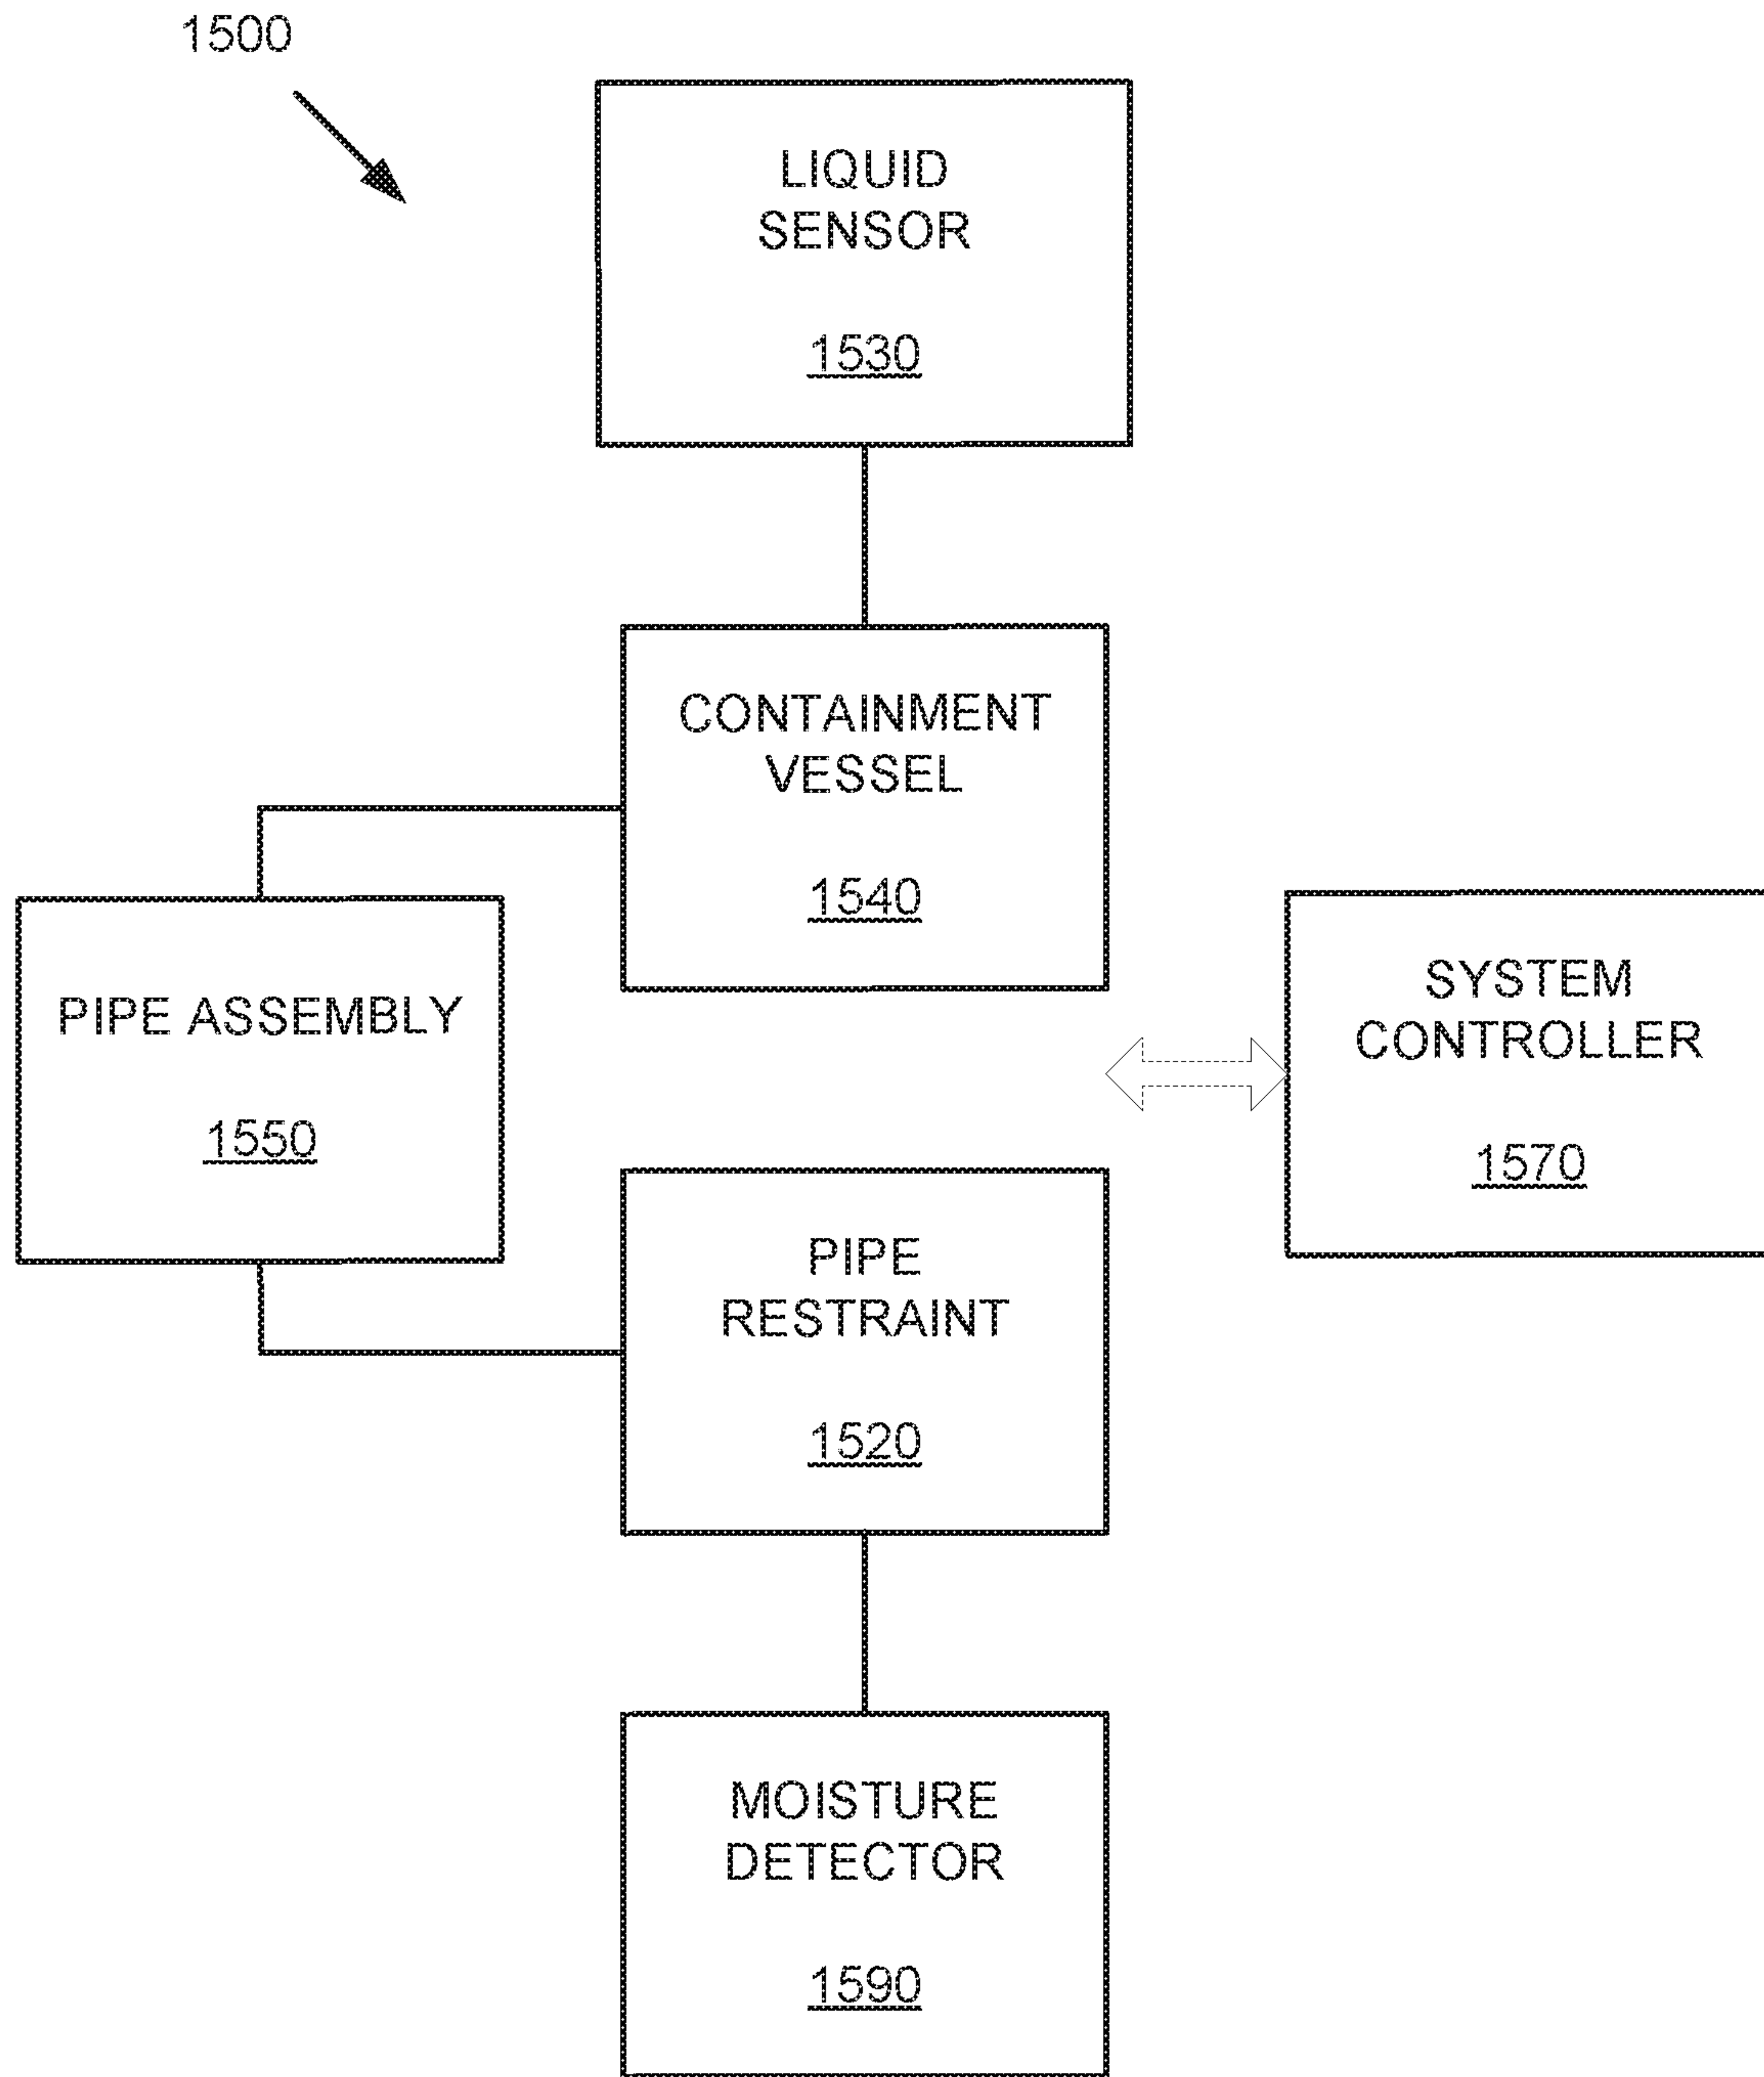 1500
LIQUID
SENSOR
1530
CONTAINMENT
VESSEL
1540
PIPE ASSEMBLY
1550
SYSTEM
CONTROLLER
1570
PIPE
RESTRAINT
1520
MOISTURE
DETECTOR
1590